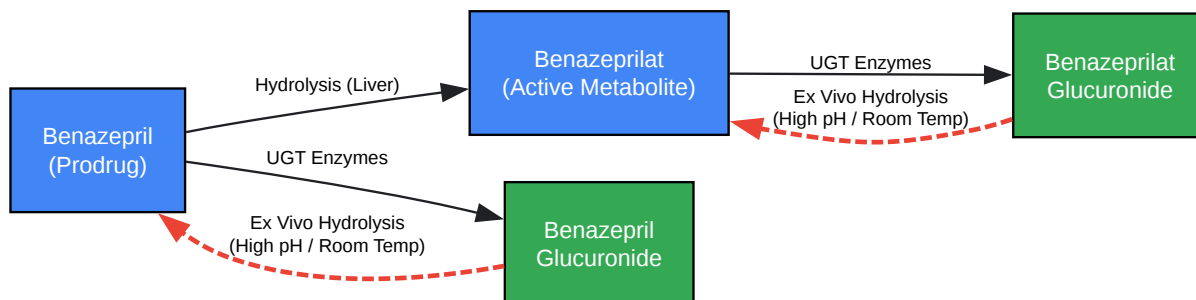 Benazepril
(Prodrug)
Hydrolysis (Liver)
Benazeprilat
(Active Metabolite)
UGT Enzymes
Benazeprilat
Glucuronide
Ex Vivo Hydrolysis
(High pH / Room Temp)
UGT Enzymes
Benazepril
Glucuronide
Ex Vivo Hydrolysis
(High pH / Room Temp)